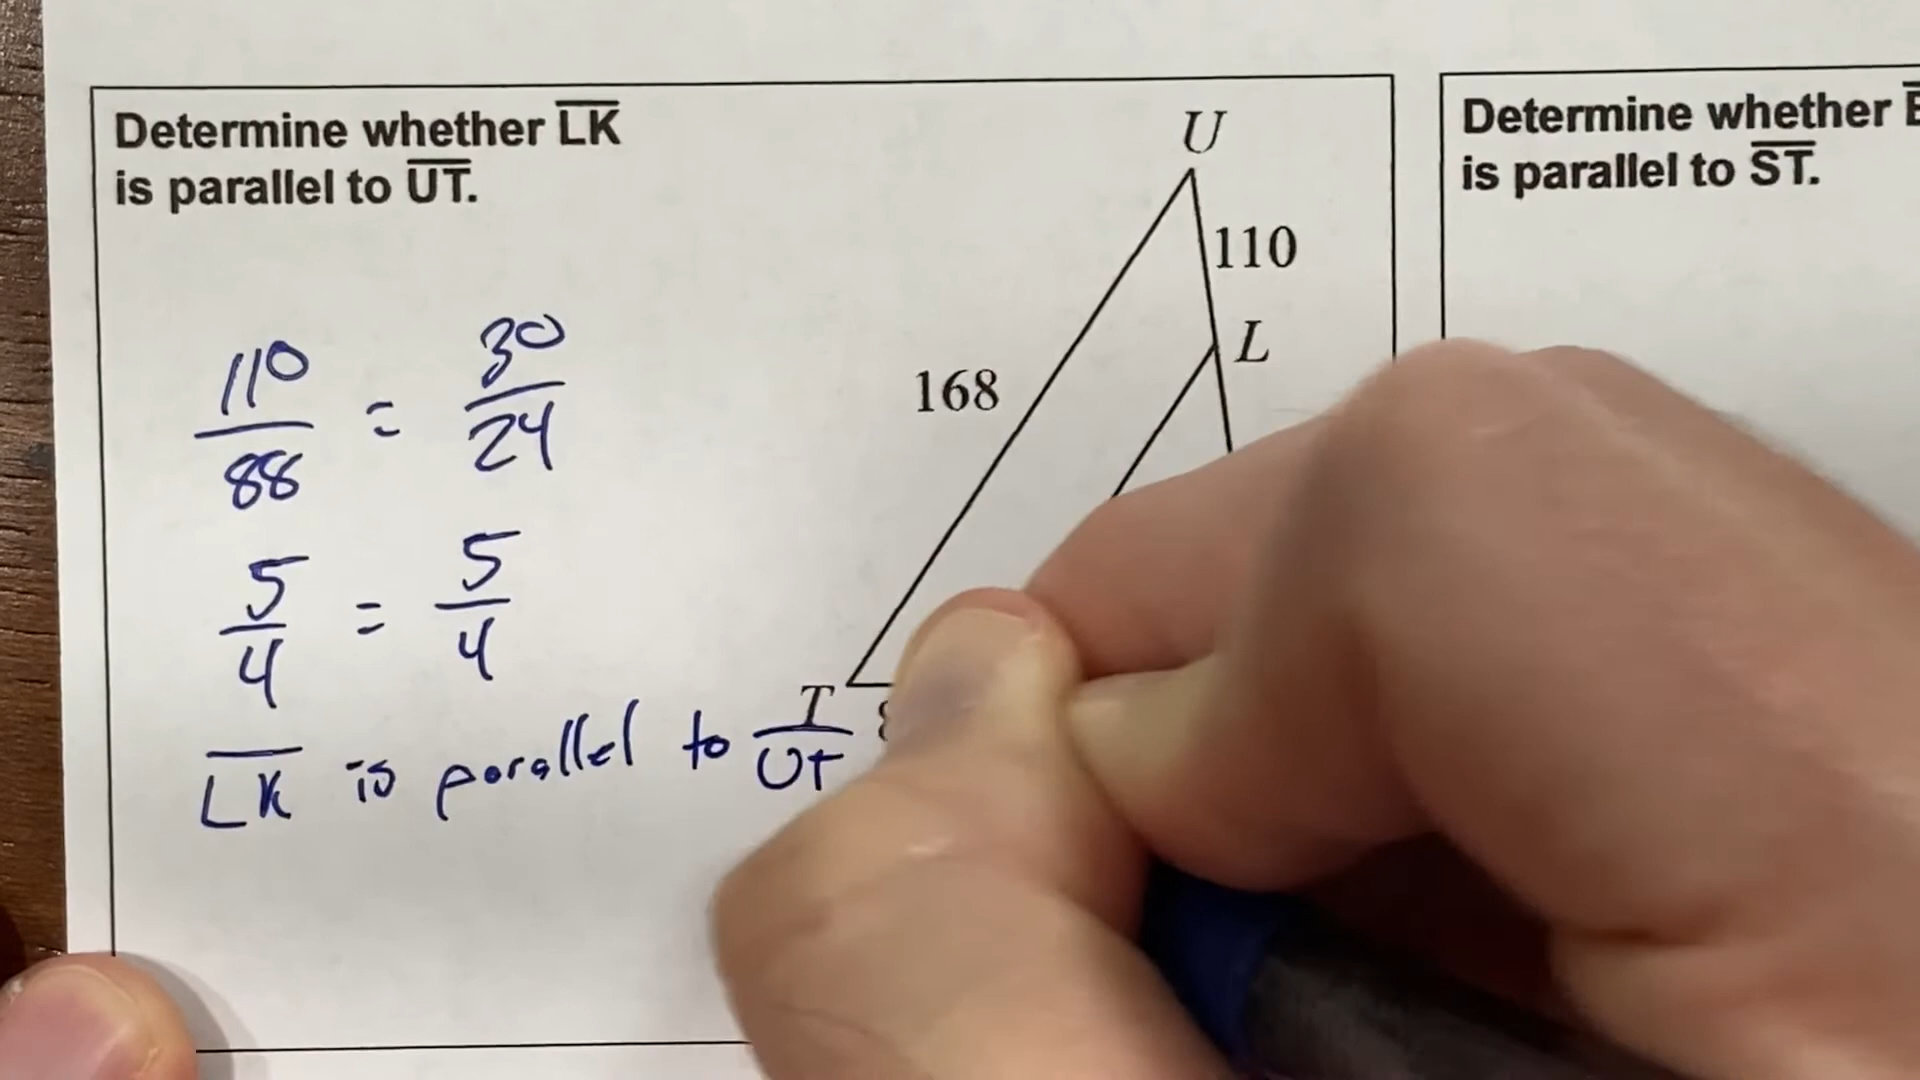 Determine whether LK
is parallel to UT.
Determine whether
is parallel to ST.
U
110
L
168
T
110/88 = 30/24
5/4 = 5/4
LK is parallel to UT